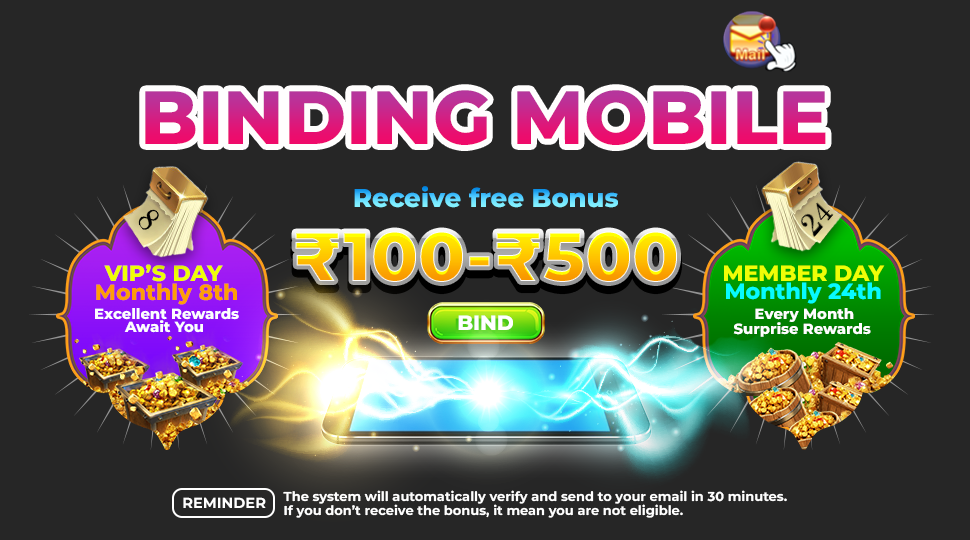 Mail
BINDING MOBILE
Receive free Bonus
₹100-₹500
BIND
8
VIP'S DAY
Monthly 8th
Excellent Rewards
Await You
24
MEMBER DAY
Monthly 24th
Every Month
Surprise Rewards
REMINDER
The system will automatically verify and send to your email in 30 minutes.
If you don't receive the bonus, it mean you are not eligible.